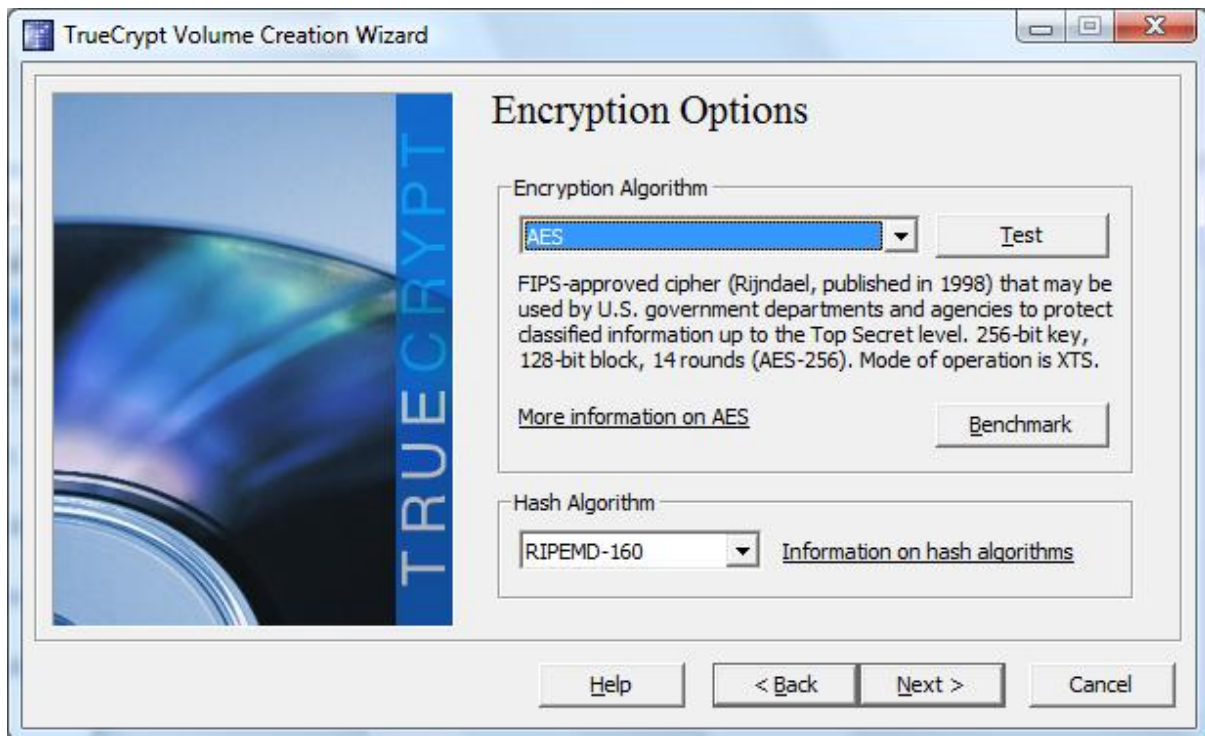 TrueCrypt Volume Creation Wizard
TRUECRYPT
Encryption Options
Encryption Algorithm
AES
Test
FIPS-approved cipher (Rijndael, published in 1998) that may be
used by U.S. government departments and agencies to protect
classified information up to the Top Secret level. 256-bit key,
128-bit block, 14 rounds (AES-256). Mode of operation is XTS.
More information on AES
Benchmark
Hash Algorithm
RIPEMD-160
Information on hash algorithms
Help
< Back
Next >
Cancel